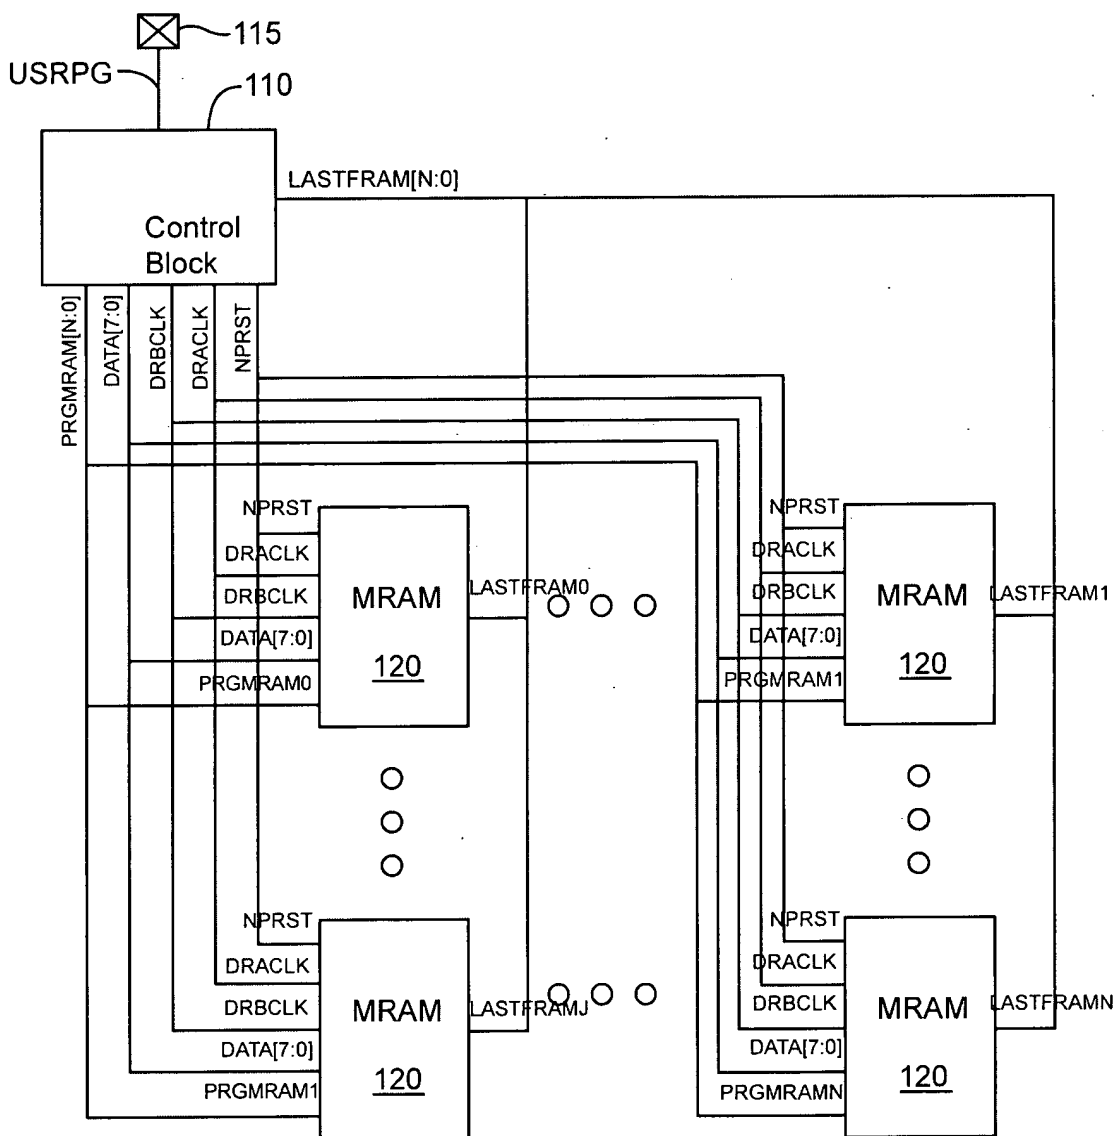 115
USRPG
110
LASTFRAM[N:0]
Control
Block
PRGMRAM[N:0]
DATA[7:0]
DRBCLK
DRACLK
NPRST
NPRST
DRACLK
DRBCLK
DATA[7:0]
PRGMRAM0
MRAM
120
LASTFRAM0
NPRST
DRACLK
DRBCLK
DATA[7:0]
PRGMRAM1
MRAM
120
LASTFRAM1
NPRST
DRACLK
DRBCLK
DATA[7:0]
PRGMRAM1
MRAM
120
LASTFRAMJ
NPRST
DRACLK
DRBCLK
DATA[7:0]
PRGMRAMN
MRAM
120
LASTFRAMN